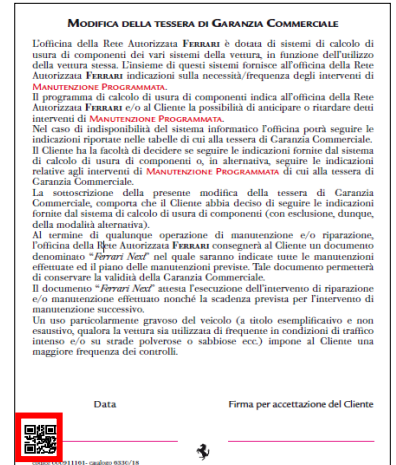 MODIFICA DELLA TESSERA DI GARANZIA COMMERCIALE
L'officina della Rete Autorizzata FERRARI è dotata di sistemi di calcolo di
usura di componenti dei vari sistemi della vettura, in funzione dell'utilizzo
della vettura stessa. L'insieme di questi sistemi fornisce all'officina della Rete
Autorizzata FERRARI indicazioni sulla necessità/frequenza degli interventi di
MANUTENZIONE PROGRAMMATA.
Il programma di calcolo di usura di componenti indica all'officina della Rete
Autorizzata FERRARI e/o al Cliente la possibilità di anticipare o ritardare detti
interventi di MANUTENZIONE PROGRAMMATA.
Nel caso di indisponibilità del sistema informatico l'officina potrà seguire le
indicazioni riportate nelle tabelle di cui alla tessera di Garanzia Commerciale.
Il Cliente ha la facoltà di decidere se seguire le indicazioni fornite dal sistema
di calcolo di usura di componenti o, in alternativa, seguire le indicazioni
relative agli interventi di MANUTENZIONE PROGRAMMATA di cui alla tessera di
Garanzia Commerciale.
La sottoscrizione della presente modifica della tessera di Garanzia
Commerciale, comporta che il Cliente abbia deciso di seguire le indicazioni
fornite dal sistema di calcolo di usura di componenti (con esclusione, dunque,
della modalità alternativa).
Al termine di qualunque operazione di manutenzione e/o riparazione,
l'officina della Rete Autorizzata FERRARI consegnerà al Cliente un documento
denominato "Ferrari Next" nel quale saranno indicate tutte le manutenzioni
effettuate ed il piano delle manutenzioni previste. Tale documento permetterà
di conservare la validità della Garanzia Commerciale.
Il documento "Ferrari Next" attesta l'esecuzione dell'intervento di riparazione
e/o manutenzione effettuato nonché la scadenza prevista per l'intervento di
manutenzione successivo.
Un uso particolarmente gravoso del veicolo (a titolo esemplificativo e non
esaustivo, qualora la vettura sia utilizzata di frequente in condizioni di traffico
intenso e/o su strade polverose o sabbiose ecc.) impone al Cliente una
maggiore frequenza dei controlli.
Data Firma per accettazione del Cliente
catalogo 6330/18